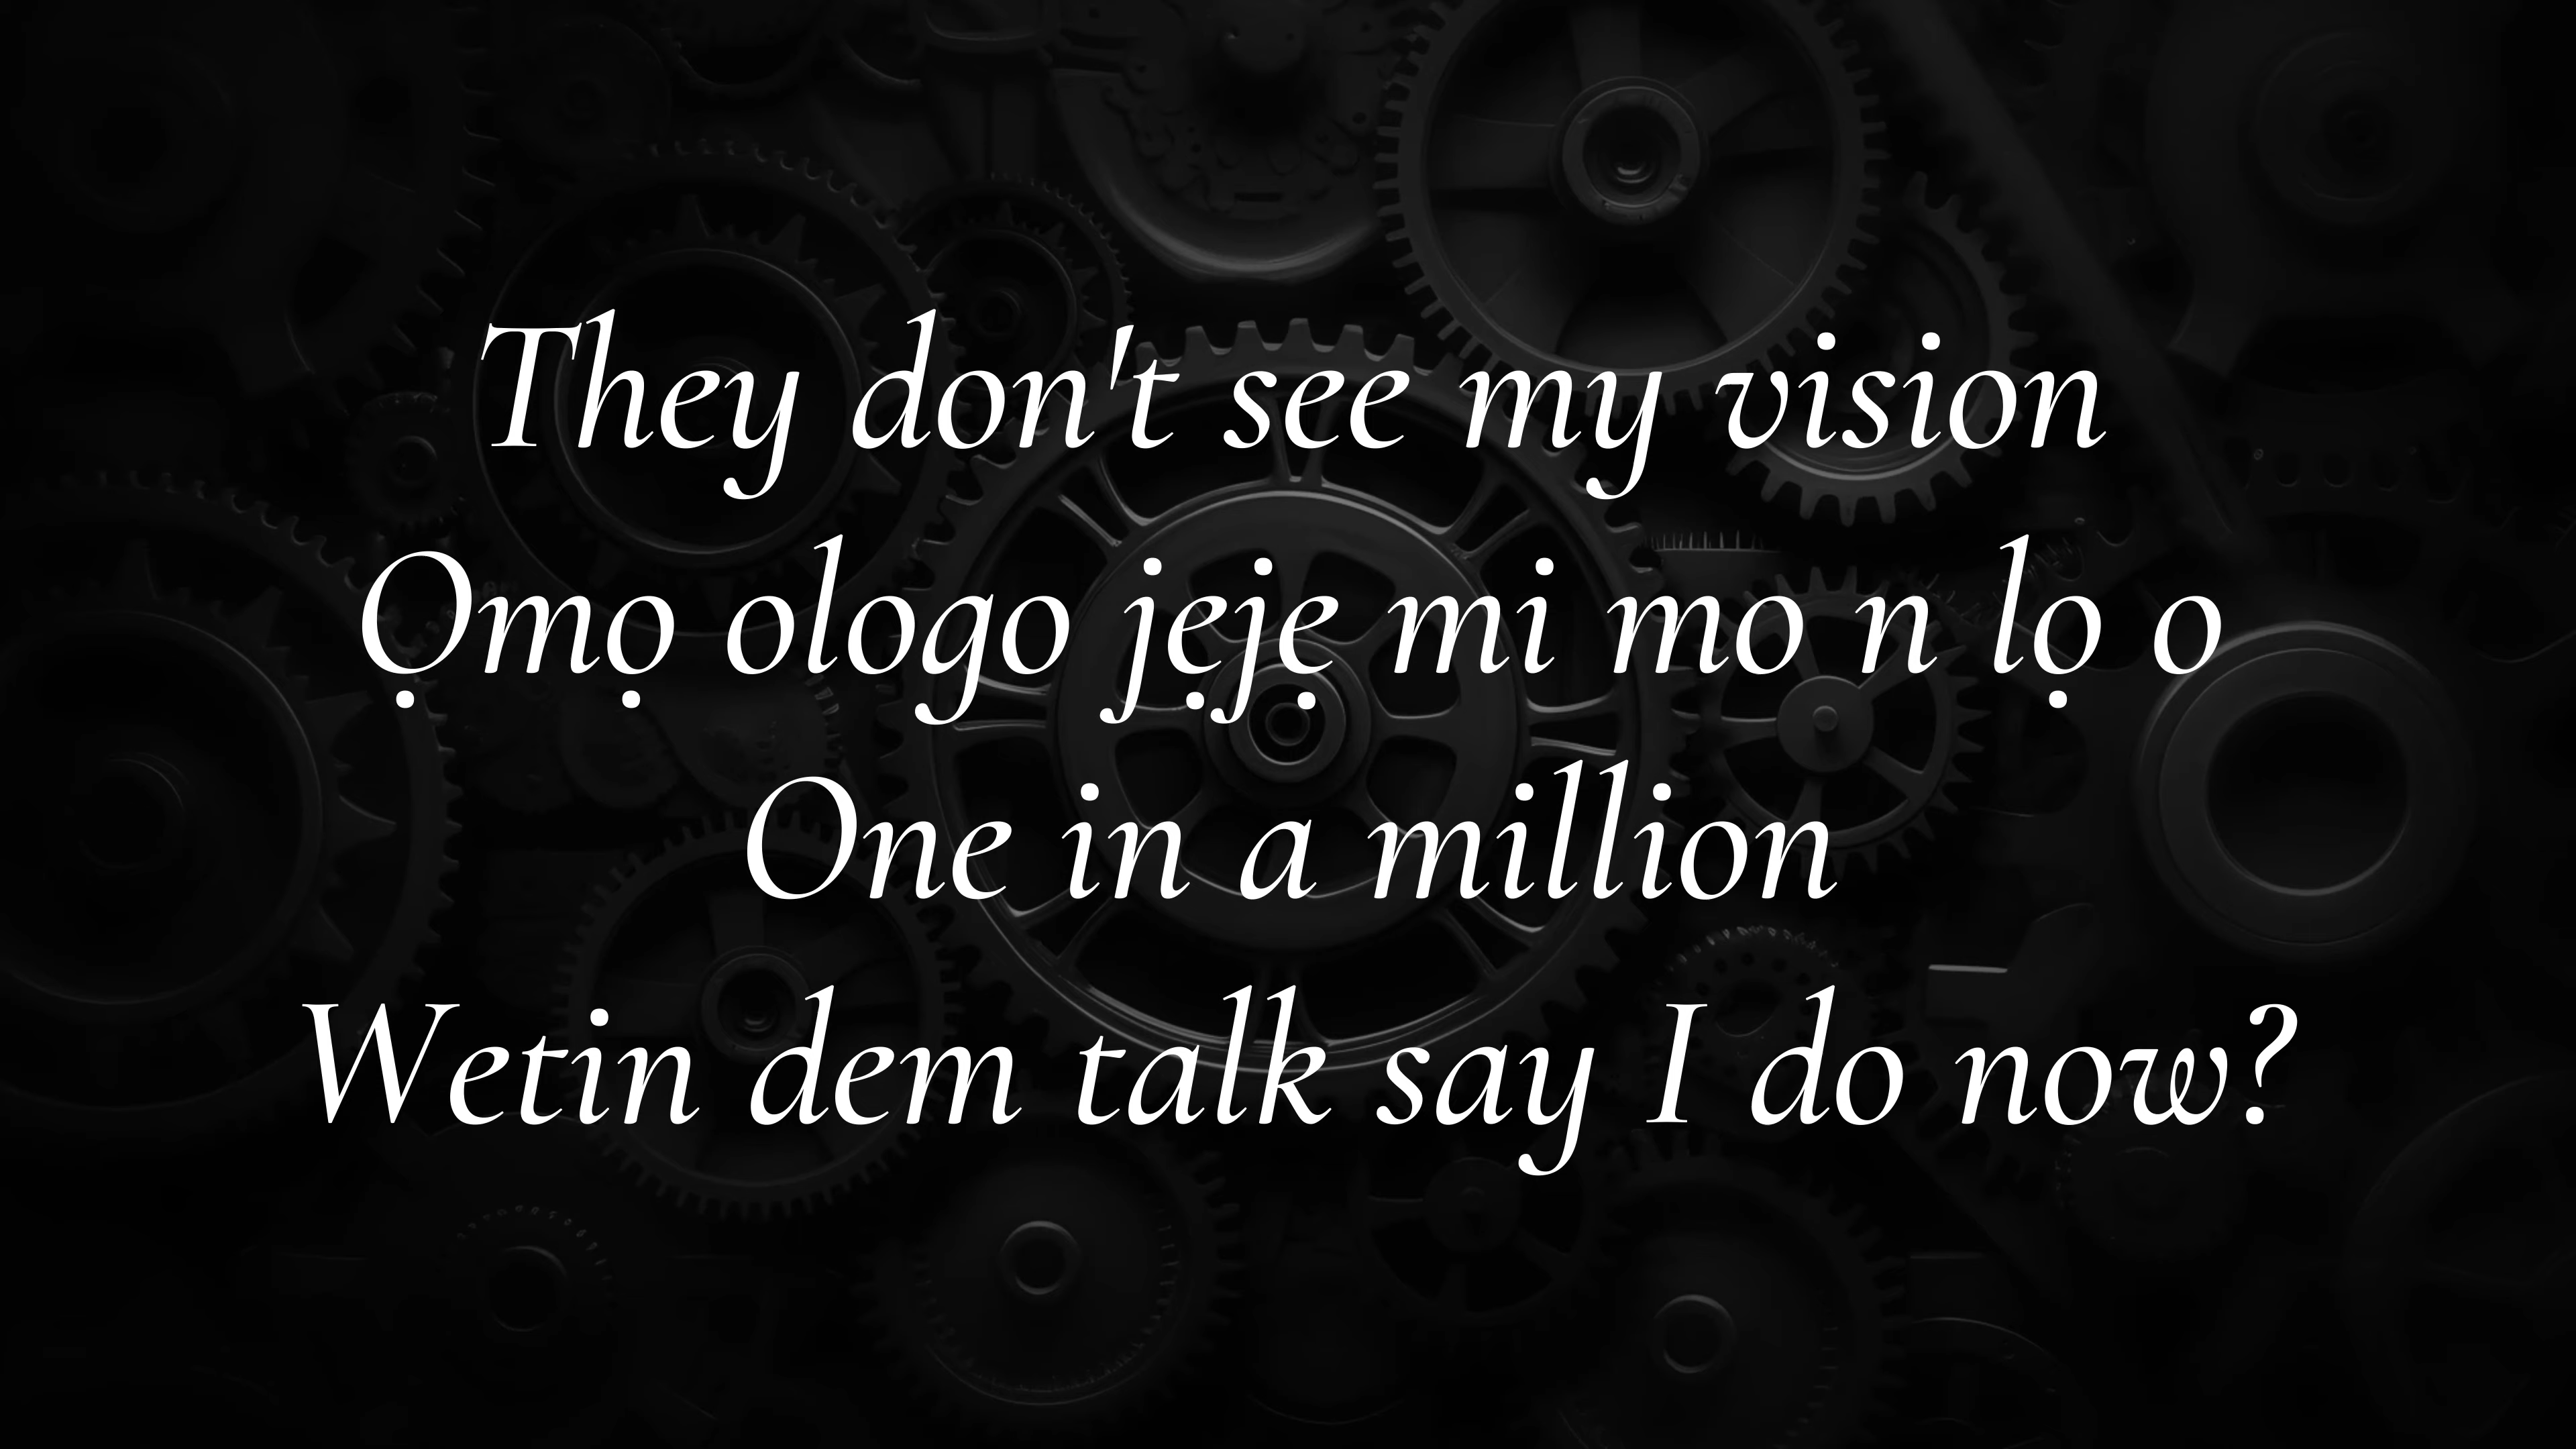 They don't see my vision
Ọmọ ologo jẹjẹ mi mo n lọ o
One in a million
Wetin dem talk say I do now?